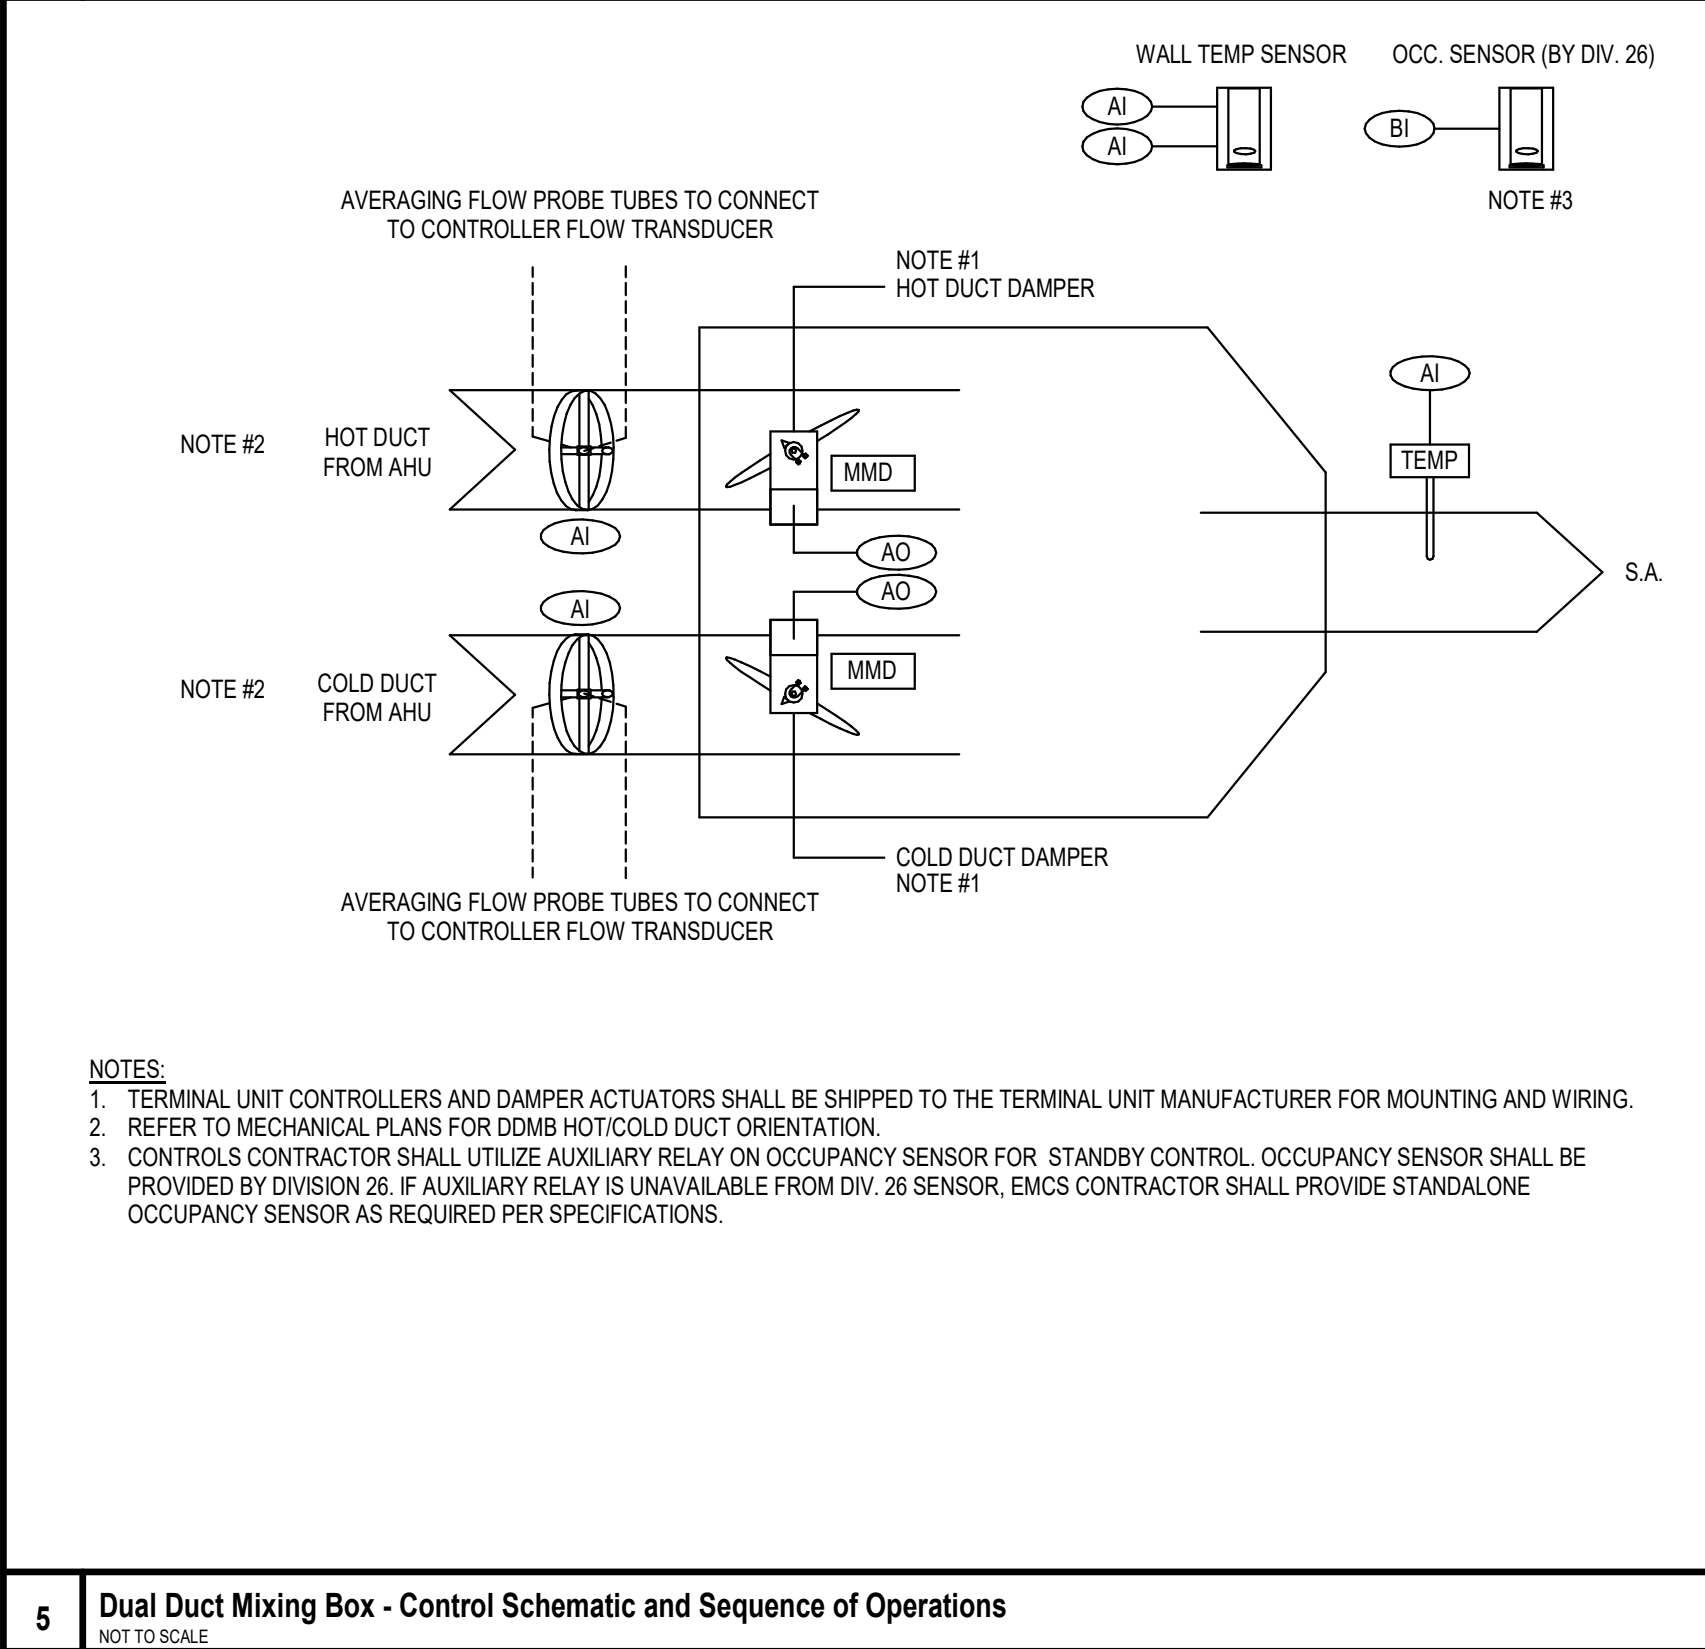 WALL TEMP SENSOR
OCC. SENSOR (BY DIV. 26)
AI
AI
BI
NOTE #3
AVERAGING FLOW PROBE TUBES TO CONNECT
TO CONTROLLER FLOW TRANSDUCER
NOTE #1
HOT DUCT DAMPER
AI
TEMP
NOTE #2
HOT DUCT
FROM AHU
MMD
AI
AO
AO
S.A.
AI
MMD
NOTE #2
COLD DUCT
FROM AHU
COLD DUCT DAMPER
NOTE #1
AVERAGING FLOW PROBE TUBES TO CONNECT
TO CONTROLLER FLOW TRANSDUCER
NOTES:
1. TERMINAL UNIT CONTROLLERS AND DAMPER ACTUATORS SHALL BE SHIPPED TO THE TERMINAL UNIT MANUFACTURER FOR MOUNTING AND WIRING.
2. REFER TO MECHANICAL PLANS FOR DDMB HOT/COLD DUCT ORIENTATION.
3. CONTROLS CONTRACTOR SHALL UTILIZE AUXILIARY RELAY ON OCCUPANCY SENSOR FOR STANDBY CONTROL. OCCUPANCY SENSOR SHALL BE
PROVIDED BY DIVISION 26. IF AUXILIARY RELAY IS UNAVAILABLE FROM DIV. 26 SENSOR, EMCS CONTRACTOR SHALL PROVIDE STANDALONE
OCCUPANCY SENSOR AS REQUIRED PER SPECIFICATIONS.
5
Dual Duct Mixing Box - Control Schematic and Sequence of Operations
NOT TO SCALE